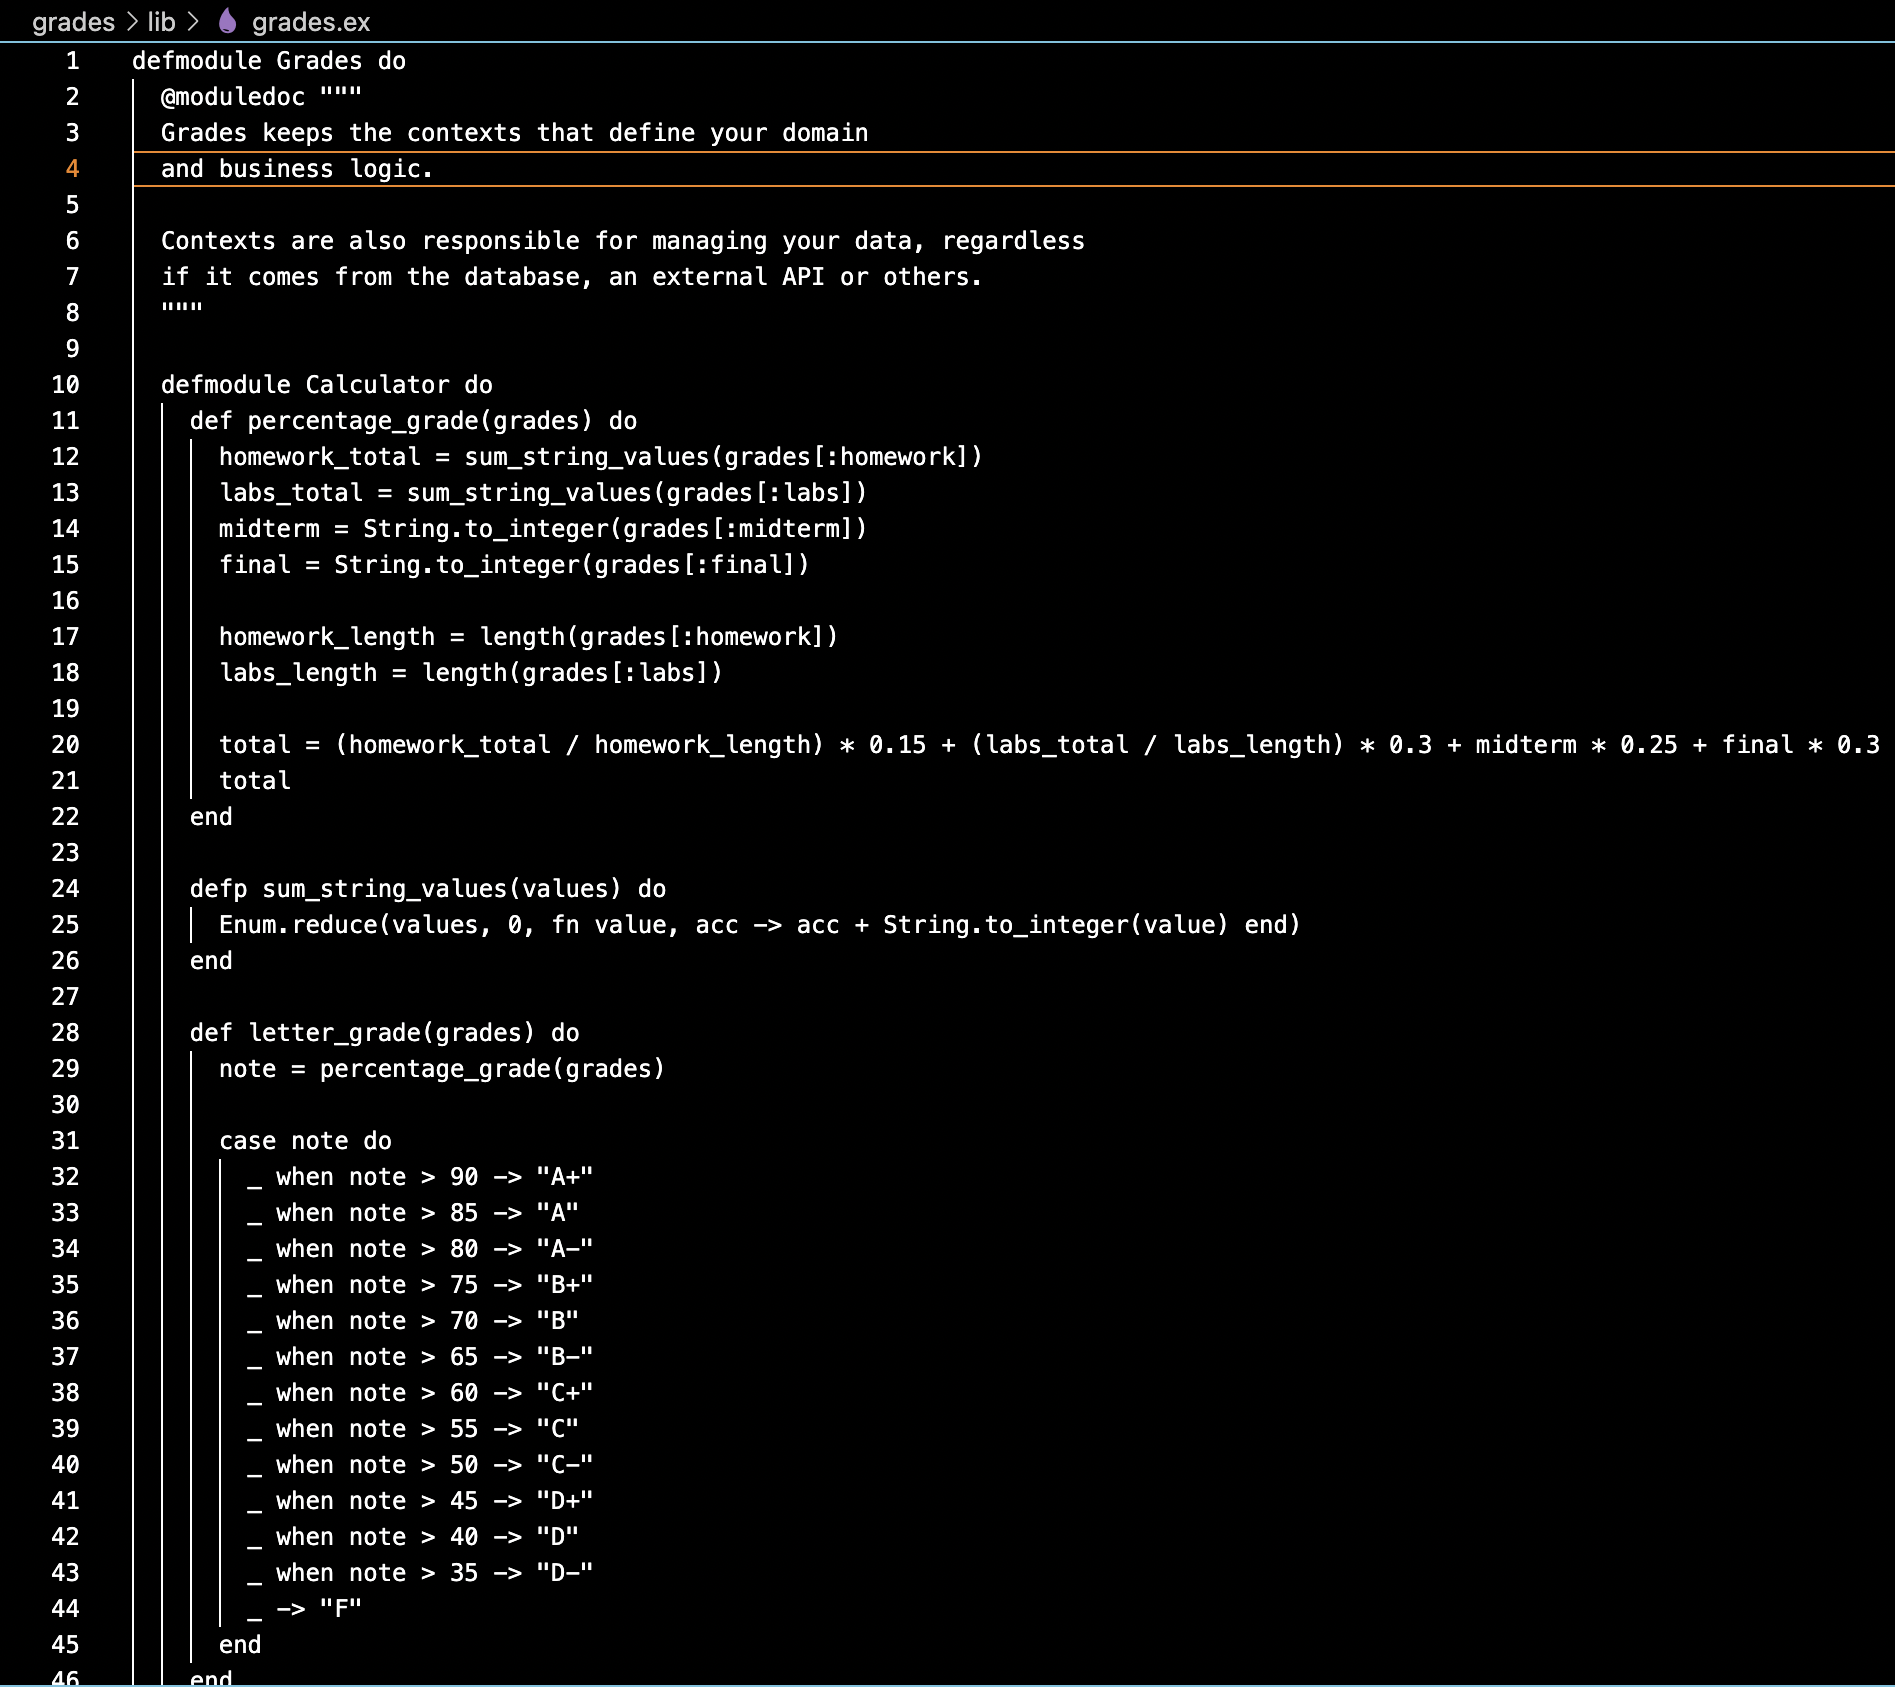 grades > lib > grades.ex
1 defmodule Grades do
2 @moduledoc """
3 Grades keeps the contexts that define your domain
4 and business logic.
5
6 Contexts are also responsible for managing your data, regardless
7 if it comes from the database, an external API or others.
8 """
9
10 defmodule Calculator do
11 def percentage_grade(grades) do
12 homework_total = sum_string_values(grades[:homework])
13 labs_total = sum_string_values(grades[:labs])
14 midterm = String.to_integer(grades[:midterm])
15 final = String.to_integer(grades[:final])
16
17 homework_length = length(grades[:homework])
18 labs_length = length(grades[:labs])
19
20 total = (homework_total / homework_length) * 0.15 + (labs_total / labs_length) * 0.3 + midterm * 0.25 + final * 0.3
21 total
22 end
23
24 defp sum_string_values(values) do
25 Enum.reduce(values, 0, fn value, acc -> acc + String.to_integer(value) end)
26 end
27
28 def letter_grade(grades) do
29 note = percentage_grade(grades)
30
31 case note do
32 _ when note > 90 -> "A+"
33 _ when note > 85 -> "A"
34 _ when note > 80 -> "A-"
35 _ when note > 75 -> "B+"
36 _ when note > 70 -> "B"
37 _ when note > 65 -> "B-"
38 _ when note > 60 -> "C+"
39 _ when note > 55 -> "C"
40 _ when note > 50 -> "C-"
41 _ when note > 45 -> "D+"
42 _ when note > 40 -> "D"
43 _ when note > 35 -> "D-"
44 _ -> "F"
45 end
46 end